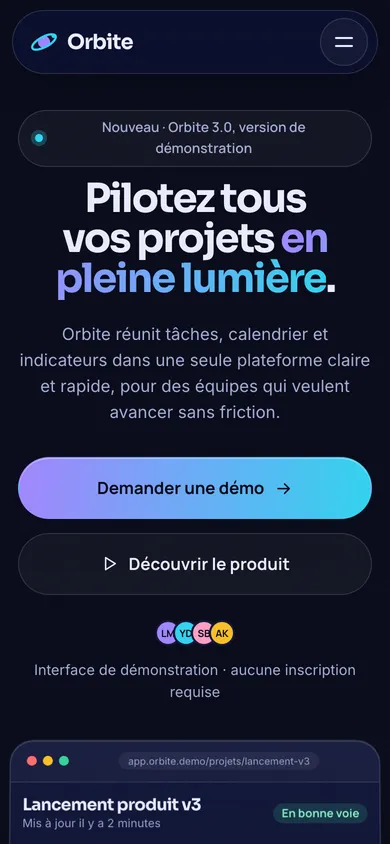 Orbite
Nouveau · Orbite 3.0, version de
démonstration
Pilotez tous
vos projets en
pleine lumière.
Orbite réunit tâches, calendrier et
indicateurs dans une seule plateforme claire
et rapide, pour des équipes qui veulent
avancer sans friction.
Demander une démo →
Découvrir le produit
LM YD SB AK
Interface de démonstration · aucune inscription
requise
app.orbite.demo/projets/lancement-v3
Lancement produit v3
En bonne voie
Mis à jour il y a 2 minutes